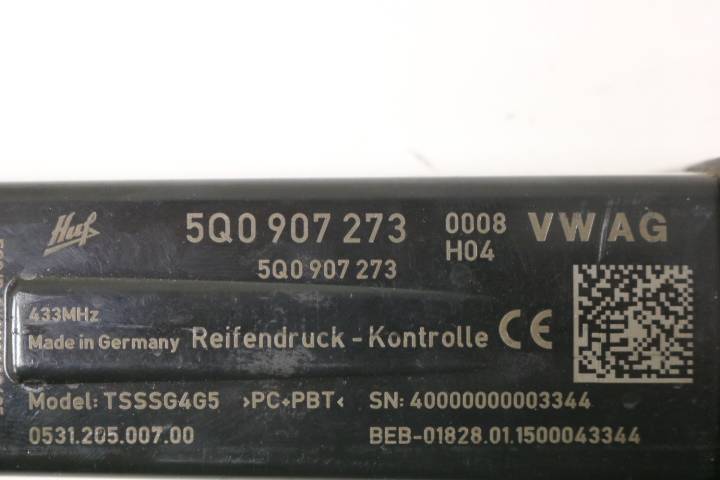 Huf 5Q0 907 273 0008 VW AG
H04
5Q0 907 273
433MHz
Made in Germany Reifendruck - Kontrolle CE
Model: TSSSG4G5 >PC+PBT< SN: 40000000003344
0531.205.007.00 BEB-01828.01.1500043344